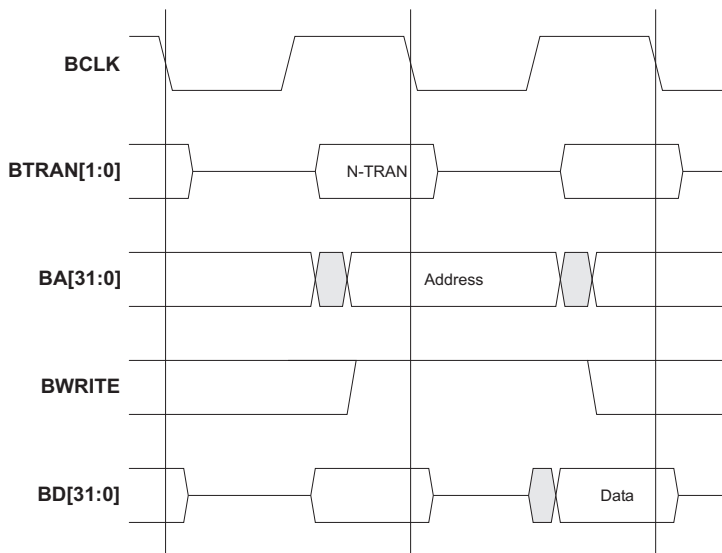 BCLK
BTRAN[1:0]
N-TRAN
BA[31:0]
Address
BWRITE
BD[31:0]
Data